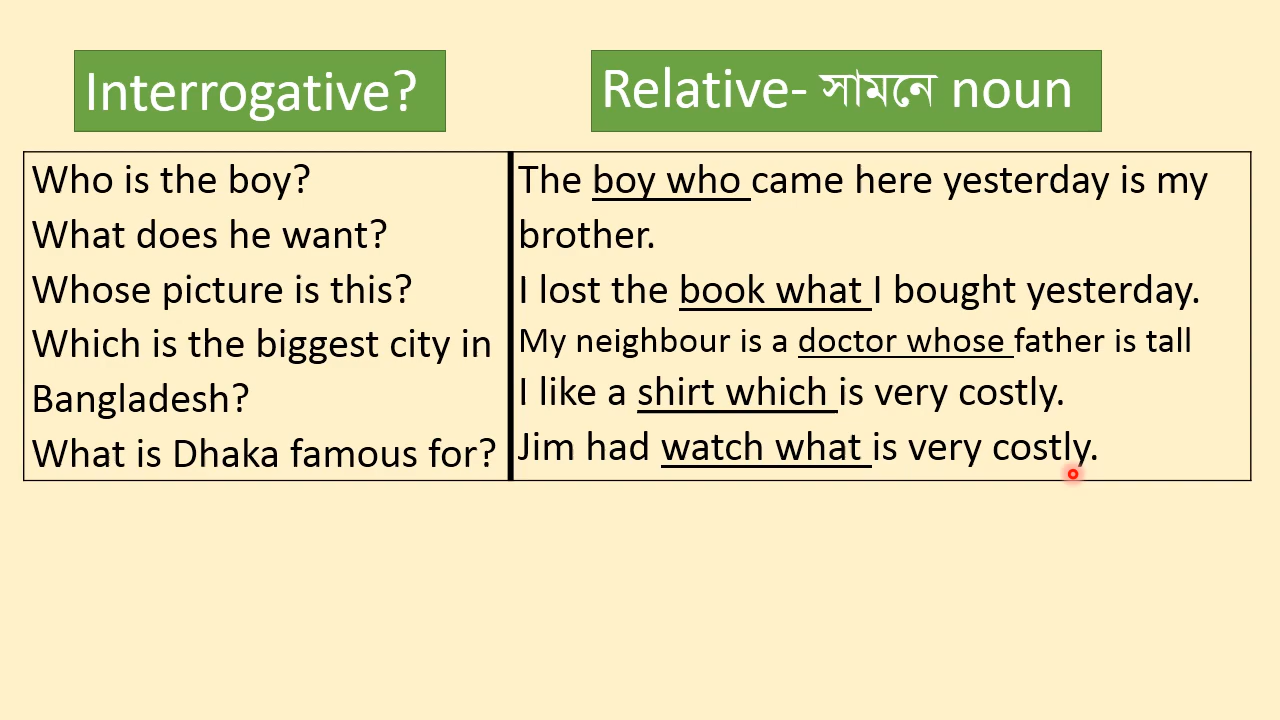 Interrogative?
Relative- সামনে noun
Who is the boy?
What does he want?
Whose picture is this?
Which is the biggest city in
Bangladesh?
What is Dhaka famous for?
The boy who came here yesterday is my
brother.
I lost the book what I bought yesterday.
My neighbour is a doctor whose father is tall
I like a shirt which is very costly.
Jim had watch what is very costly.